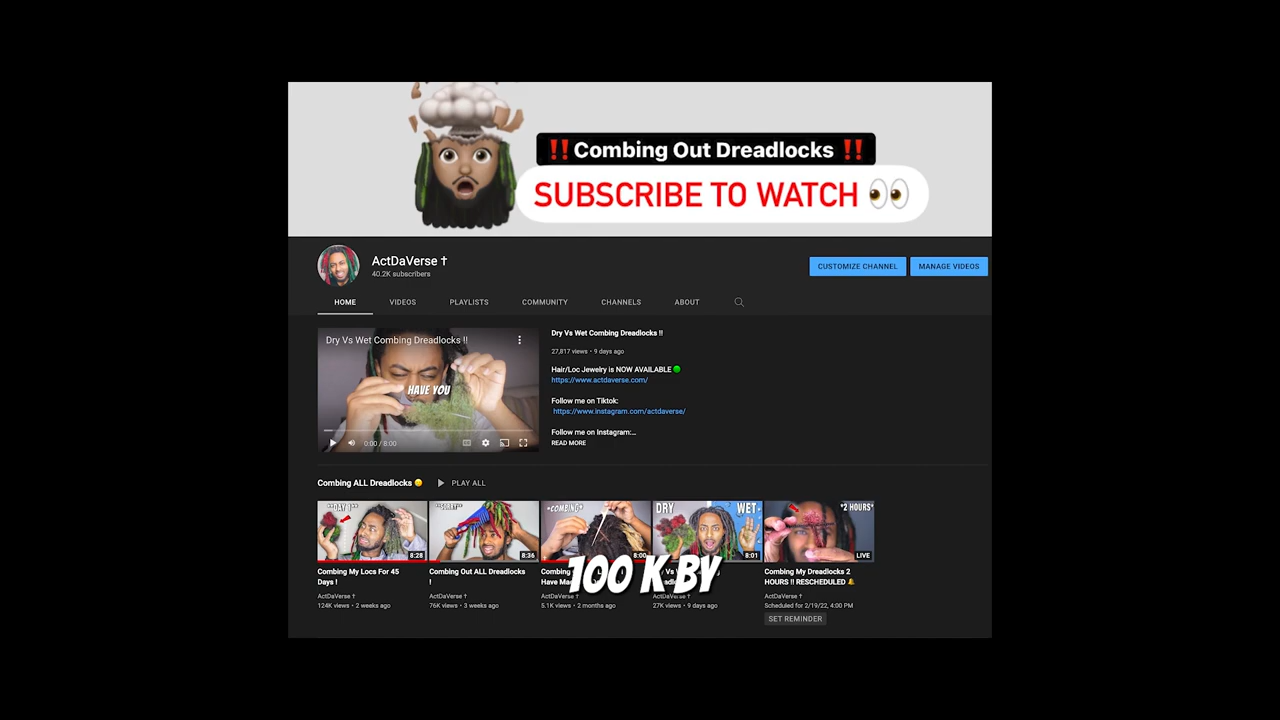 ‼Combing Out Dreadlocks ‼
SUBSCRIBE TO WATCH 👀
ActDaVerse †
40.2K subscribers
CUSTOMIZE CHANNEL
MANAGE VIDEOS
HOME
VIDEOS
PLAYLISTS
COMMUNITY
CHANNELS
ABOUT
Dry Vs Wet Combing Dreadlocks !!
HAVE YOU
0:00 / 8:00
Dry Vs Wet Combing Dreadlocks !!
27,817 views • 9 days ago
Hair/Loc Jewelry is NOW AVAILABLE 🟢
https://www.actdaverse.com/
Follow me on Tiktok:
https://www.instagram.com/actdaverse/
Follow me on Instagram:...
READ MORE
Combing ALL Dreadlocks
PLAY ALL
**DAY 1**
8:28
Combing My Locs For 45
Days !
ActDaVerse †
124K views • 2 weeks ago
8:36
Combing Out ALL Dreadlocks
!
ActDaVerse †
76K views • 3 weeks ago
*COMBING*
8:00
Have
ActDaVerse †
5.1K views • 2 months ago
DRY WET
8:01
ActDaVerse †
27K views • 9 days ago
*2 HOURS*
LIVE
Combing My Dreadlocks 2
HOURS !! RESCHEDULED 🔔
ActDaVerse †
Scheduled for 2/19/22, 4:00 PM
SET REMINDER
100 K BY